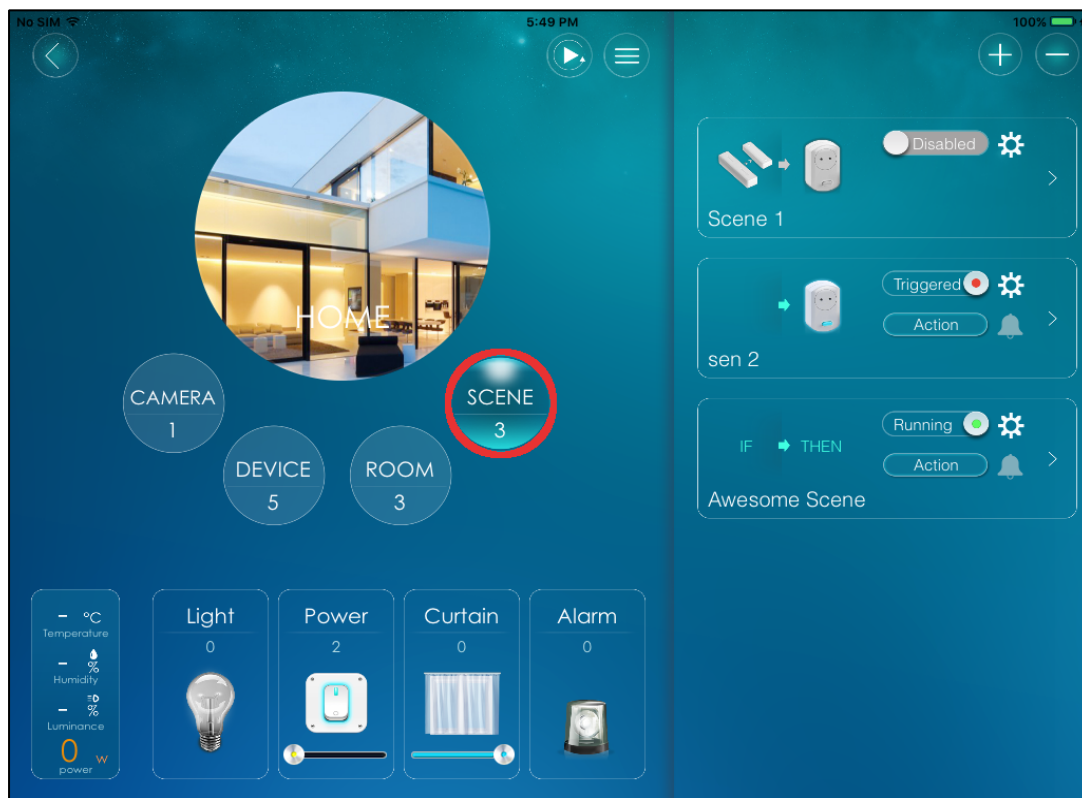 No SIM
5:49 PM
100%
HOME
CAMERA
1
DEVICE
5
ROOM
3
SCENE
3
- °C
Temperature
- %
Humidity
- %
Luminance
0 w
power
Light
0
Power
2
Curtain
0
Alarm
0
Disabled
Scene 1
Triggered
Action
sen 2
Running
IF THEN
Action
Awesome Scene